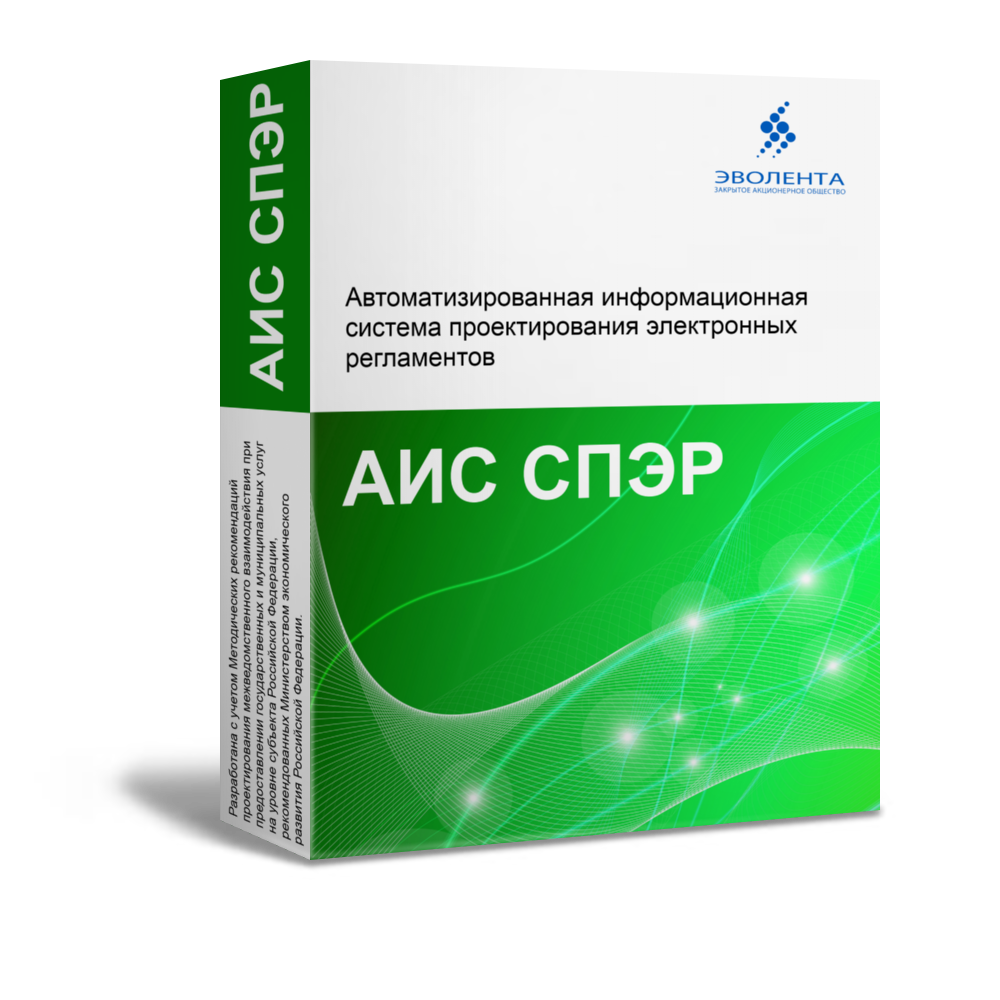 АИС СПЭР
Разработана с учетом Методических рекомендаций
проектирования межведомственного взаимодействия при
предоставлении государственных и муниципальных услуг
на уровне субъекта Российской Федерации,
рекомендованных Министерством экономического
развития Российской Федерации.
ЭВОЛЕНТА
ЗАКРЫТОЕ АКЦИОНЕРНОЕ ОБЩЕСТВО
Автоматизированная информационная
система проектирования электронных
регламентов
АИС СПЭР